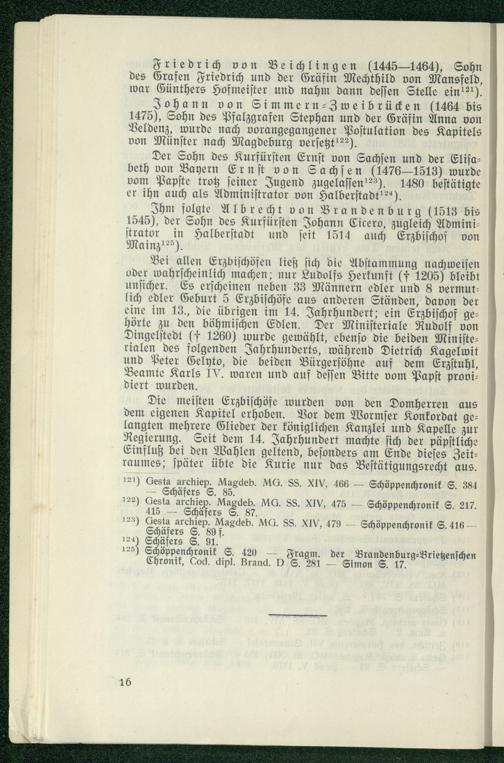 Friedrich von Beichlingen (1445—1464), Sohn
des Grafen Friedrich und der Gräfin Mechthild von Mansfeld,
war Günthers Hofmeister und nahm dann dessen Stelle ein¹²¹).
Johann von Simmern=Zweibrücken (1464 bis
1475), Sohn des Pfalzgrafen Stephan und der Gräfin Anna von
Veldenz, wurde nach vorangegangener Postulation des Kapitels
von Münster nach Magdeburg versetzt¹²²).
Der Sohn des Kurfürsten Ernst von Sachsen und der Elisa=
beth von Bayern Ernst von Sachsen (1476—1513) wurde
vom Papste trotz seiner Jugend zugelassen¹²³). 1480 bestätigte
er ihn auch als Administrator von Halberstadt¹²⁴).
Ihm folgte Albrecht von Brandenburg (1513 bis
1545), der Sohn des Kurfürsten Johann Cicero, zugleich Admini=
strator in Halberstadt und seit 1514 auch Erzbischof von
Mainz¹²⁵).
Bei allen Erzbischöfen ließ sich die Abstammung nachweisen
oder wahrscheinlich machen; nur Ludolfs Herkunft († 1205) bleibt
unsicher. Es erscheinen neben 33 Männern edler und 8 vermut=
lich edler Geburt 5 Erzbischöfe aus anderen Ständen, davon der
eine im 13., die übrigen im 14. Jahrhundert; ein Erzbischof ge=
hörte zu den böhmischen Edlen. Der Ministeriale Rudolf von
Dingelstedt († 1260) wurde gewählt, ebenso die beiden Ministe=
rialen des folgenden Jahrhunderts, während Dietrich Kagelwit
und Peter Gelyto, die beiden Bürgersöhne auf dem Erzstuhl,
Beamte Karls IV. waren und auf dessen Bitte vom Papst provi=
diert wurden.
Die meisten Erzbischöfe wurden von den Domherren aus
dem eigenen Kapitel erhoben. Vor dem Wormser Konkordat ge=
langten mehrere Glieder der königlichen Kanzlei und Kapelle zur
Regierung. Seit dem 14. Jahrhundert machte sich der päpstliche
Einfluß bei den Wahlen geltend, besonders am Ende dieses Zeit=
raumes; später übte die Kurie nur das Bestätigungsrecht aus.
¹²¹) Gesta archiep. Magdeb. MG. SS. XIV, 466 — Schöppenchronik S. 384
— Schäfers S. 85.
¹²²) Gesta archiep. Magdeb. MG. SS. XIV, 475 — Schöppenchronik S. 217.
415 — Schäfers S. 87.
¹²³) Gesta archiep. Magdeb. MG. SS. XIV, 479 — Schöppenchronik S. 416 —
Schäfers S. 89 f.
¹²⁴) Schäfers S. 91.
¹²⁵) Schöppenchronik S. 420 — Fragm. der Brandenburg=Brietzenschen
Chronik, Cod. dipl. Brand. D S. 281 — Simon S. 17.
16